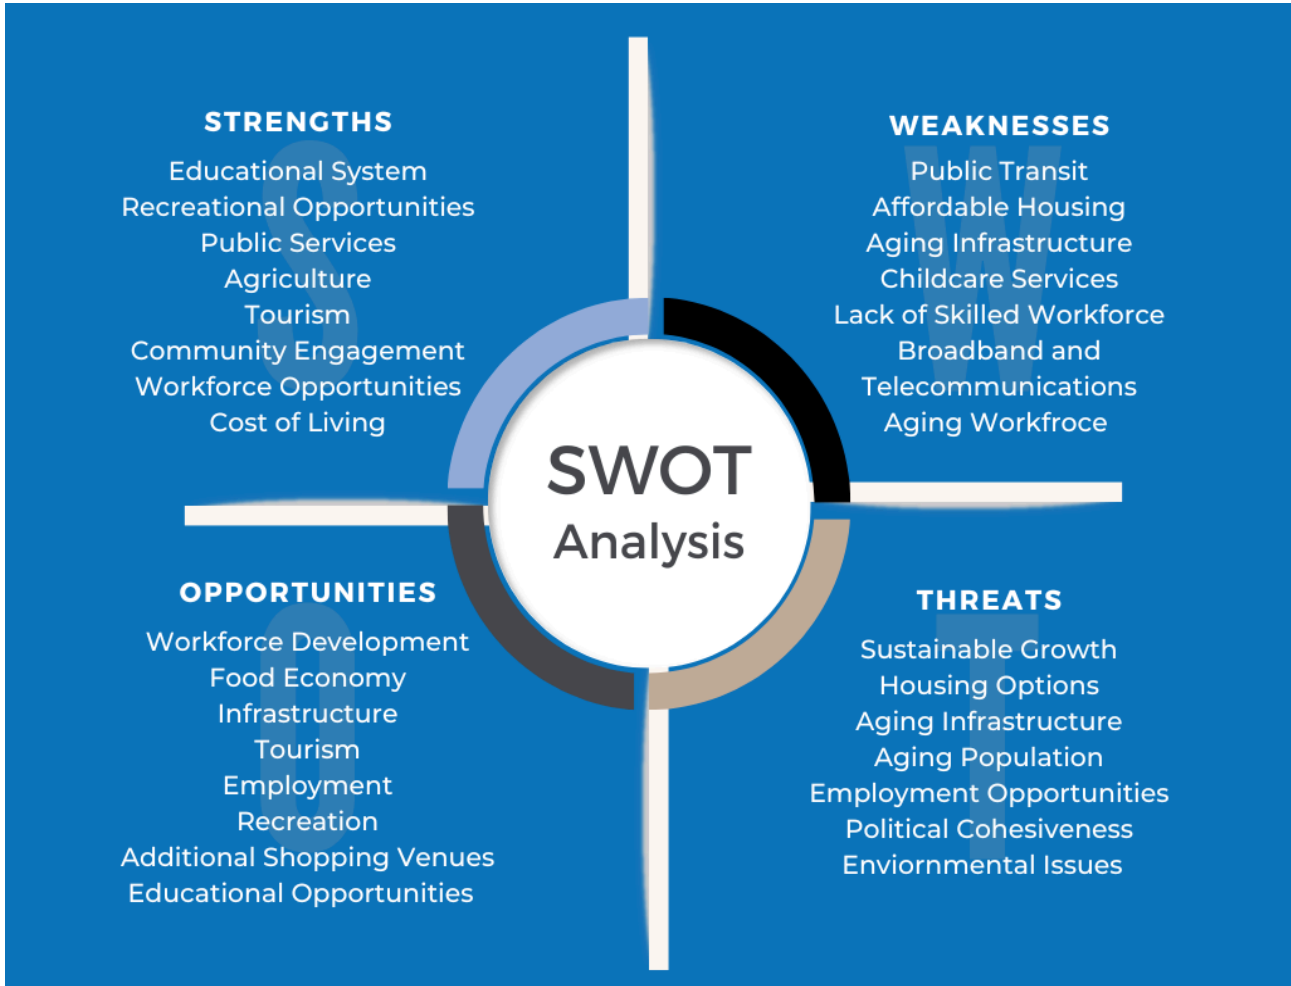 STRENGTHS
Educational System
Recreational Opportunities
Public Services
Agriculture
Tourism
Community Engagement
Workforce Opportunities
Cost of Living
WEAKNESSES
Public Transit
Affordable Housing
Aging Infrastructure
Childcare Services
Lack of Skilled Workforce
Broadband and
Telecommunications
Aging Workfroce
SWOT
Analysis
OPPORTUNITIES
Workforce Development
Food Economy
Infrastructure
Tourism
Employment
Recreation
Additional Shopping Venues
Educational Opportunities
THREATS
Sustainable Growth
Housing Options
Aging Infrastructure
Aging Population
Employment Opportunities
Political Cohesiveness
Enviornmental Issues
S
W
O
T